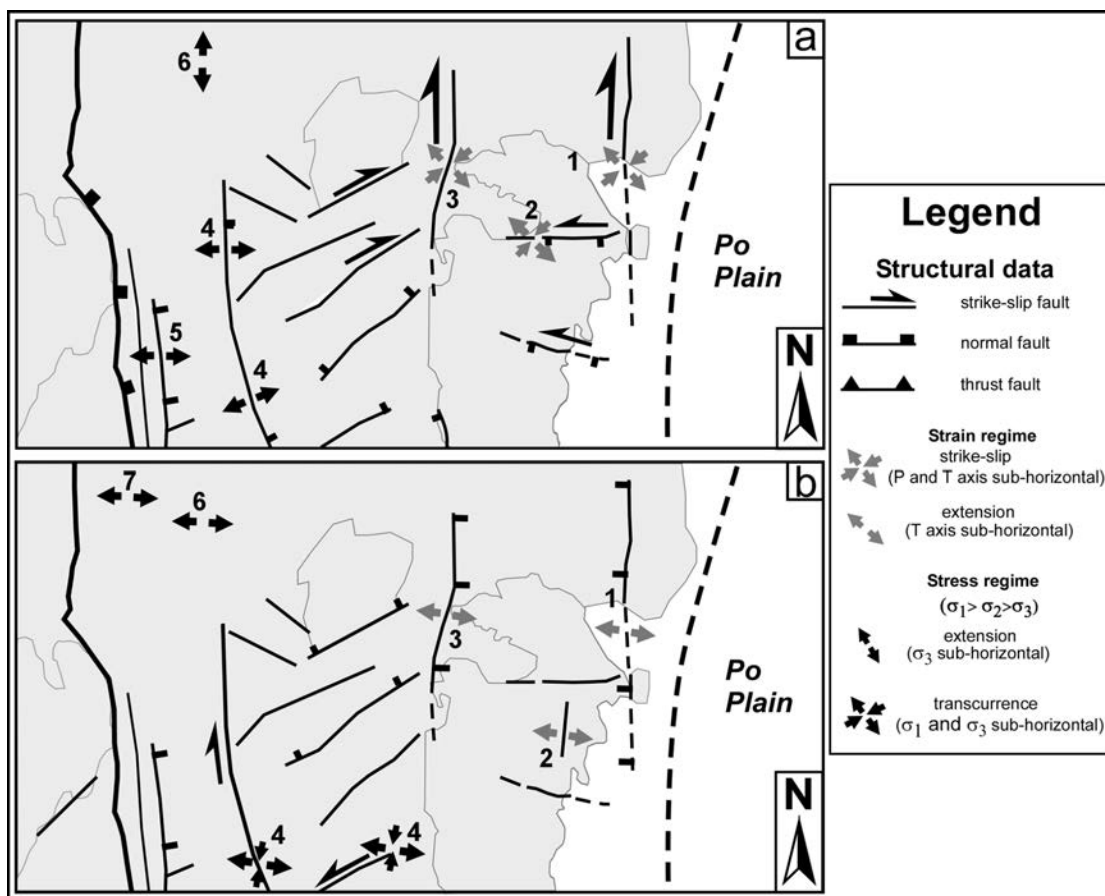 a
6
1
3
2
4
5
4
Po
Plain
N
b
7
6
1
3
2
4
4
Po
Plain
N
Legend
Structural data
strike-slip fault
normal fault
thrust fault
Strain regime
strike-slip
(P and T axis sub-horizontal)
extension
(T axis sub-horizontal)
Stress regime
(σ1> σ2>σ3)
extension
(σ3 sub-horizontal)
transcurrence
(σ1 and σ3 sub-horizontal)